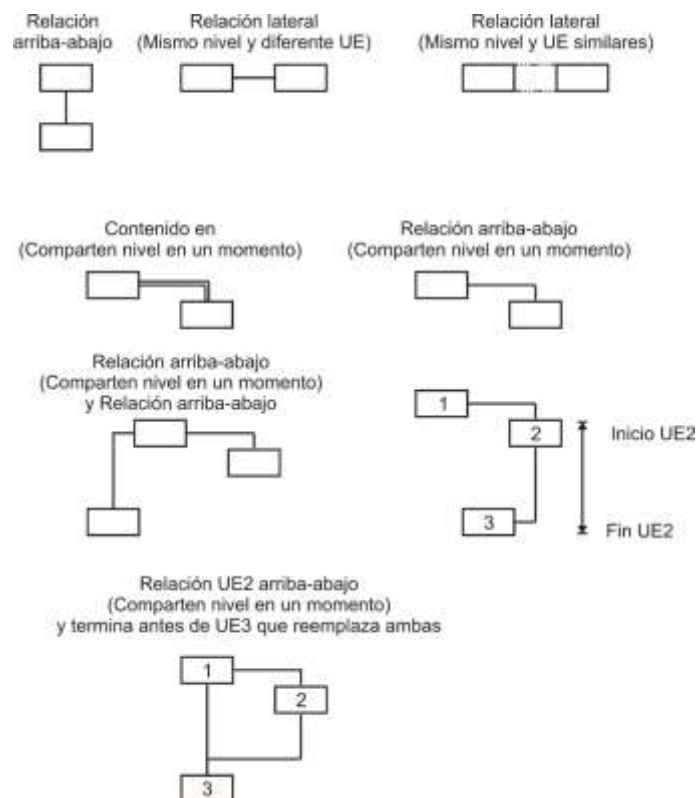 Relación
arriba-abajo
Relación lateral
(Mismo nivel y diferente UE)
Relación lateral
(Mismo nivel y UE similares)
Contenido en
(Comparten nivel en un momento)
Relación arriba-abajo
(Comparten nivel en un momento)
Relación arriba-abajo
(Comparten nivel en un momento)
y Relación arriba-abajo
1
2
3
Inicio UE2
Fin UE2
Relación UE2 arriba-abajo
(Comparten nivel en un momento)
y termina antes de UE3 que reemplaza ambas
1
2
3